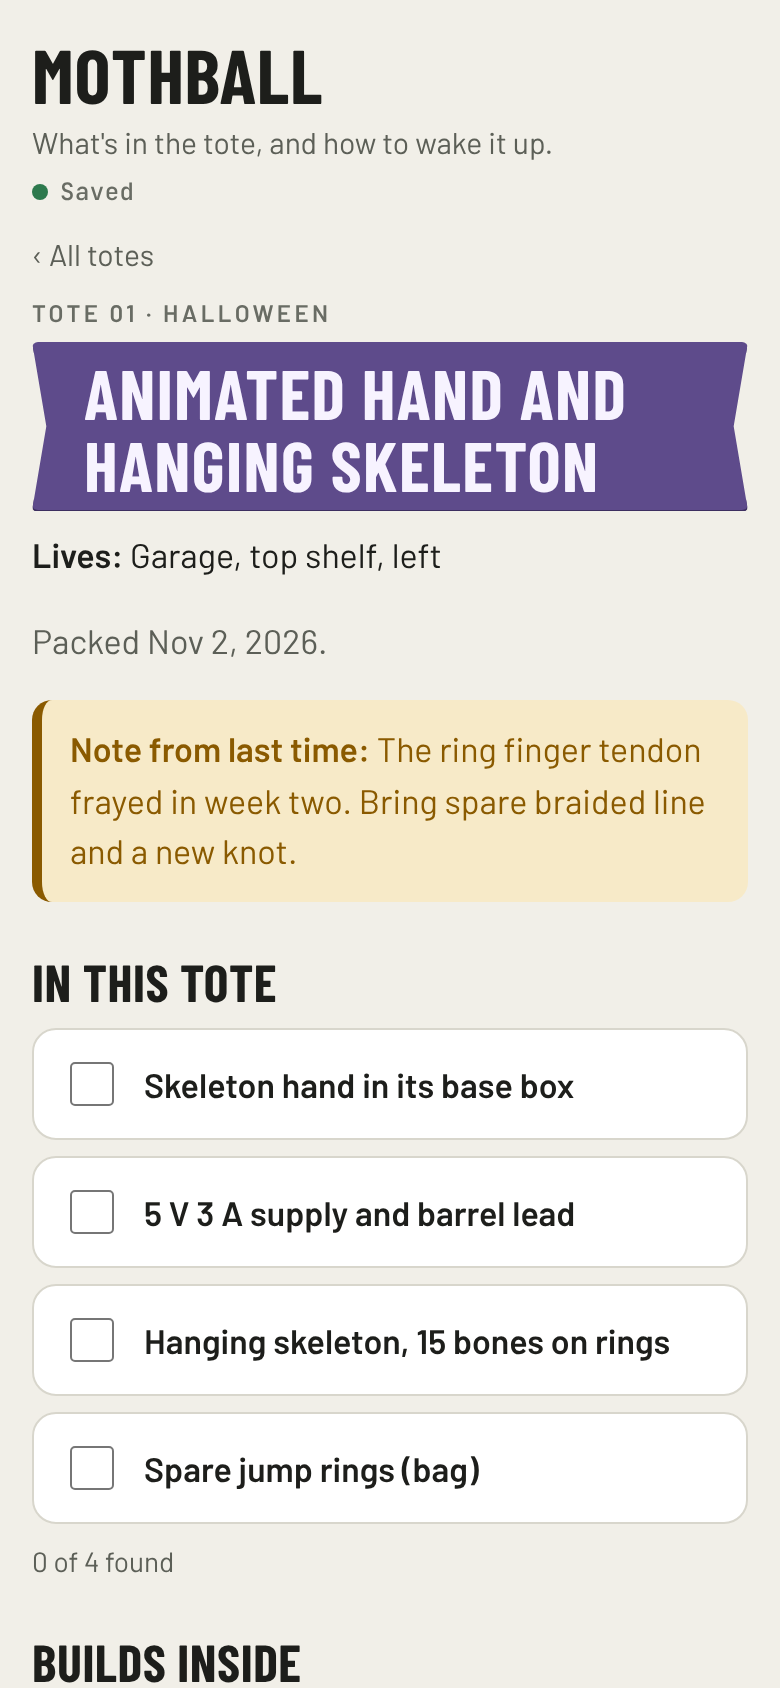 MOTHBALL
What's in the tote, and how to wake it up.
Saved
‹ All totes
TOTE 01 · HALLOWEEN
ANIMATED HAND AND
HANGING SKELETON
Lives: Garage, top shelf, left
Packed Nov 2, 2026.
Note from last time: The ring finger tendon
frayed in week two. Bring spare braided line
and a new knot.
IN THIS TOTE
Skeleton hand in its base box
5 V 3 A supply and barrel lead
Hanging skeleton, 15 bones on rings
Spare jump rings (bag)
0 of 4 found
BUILDS INSIDE